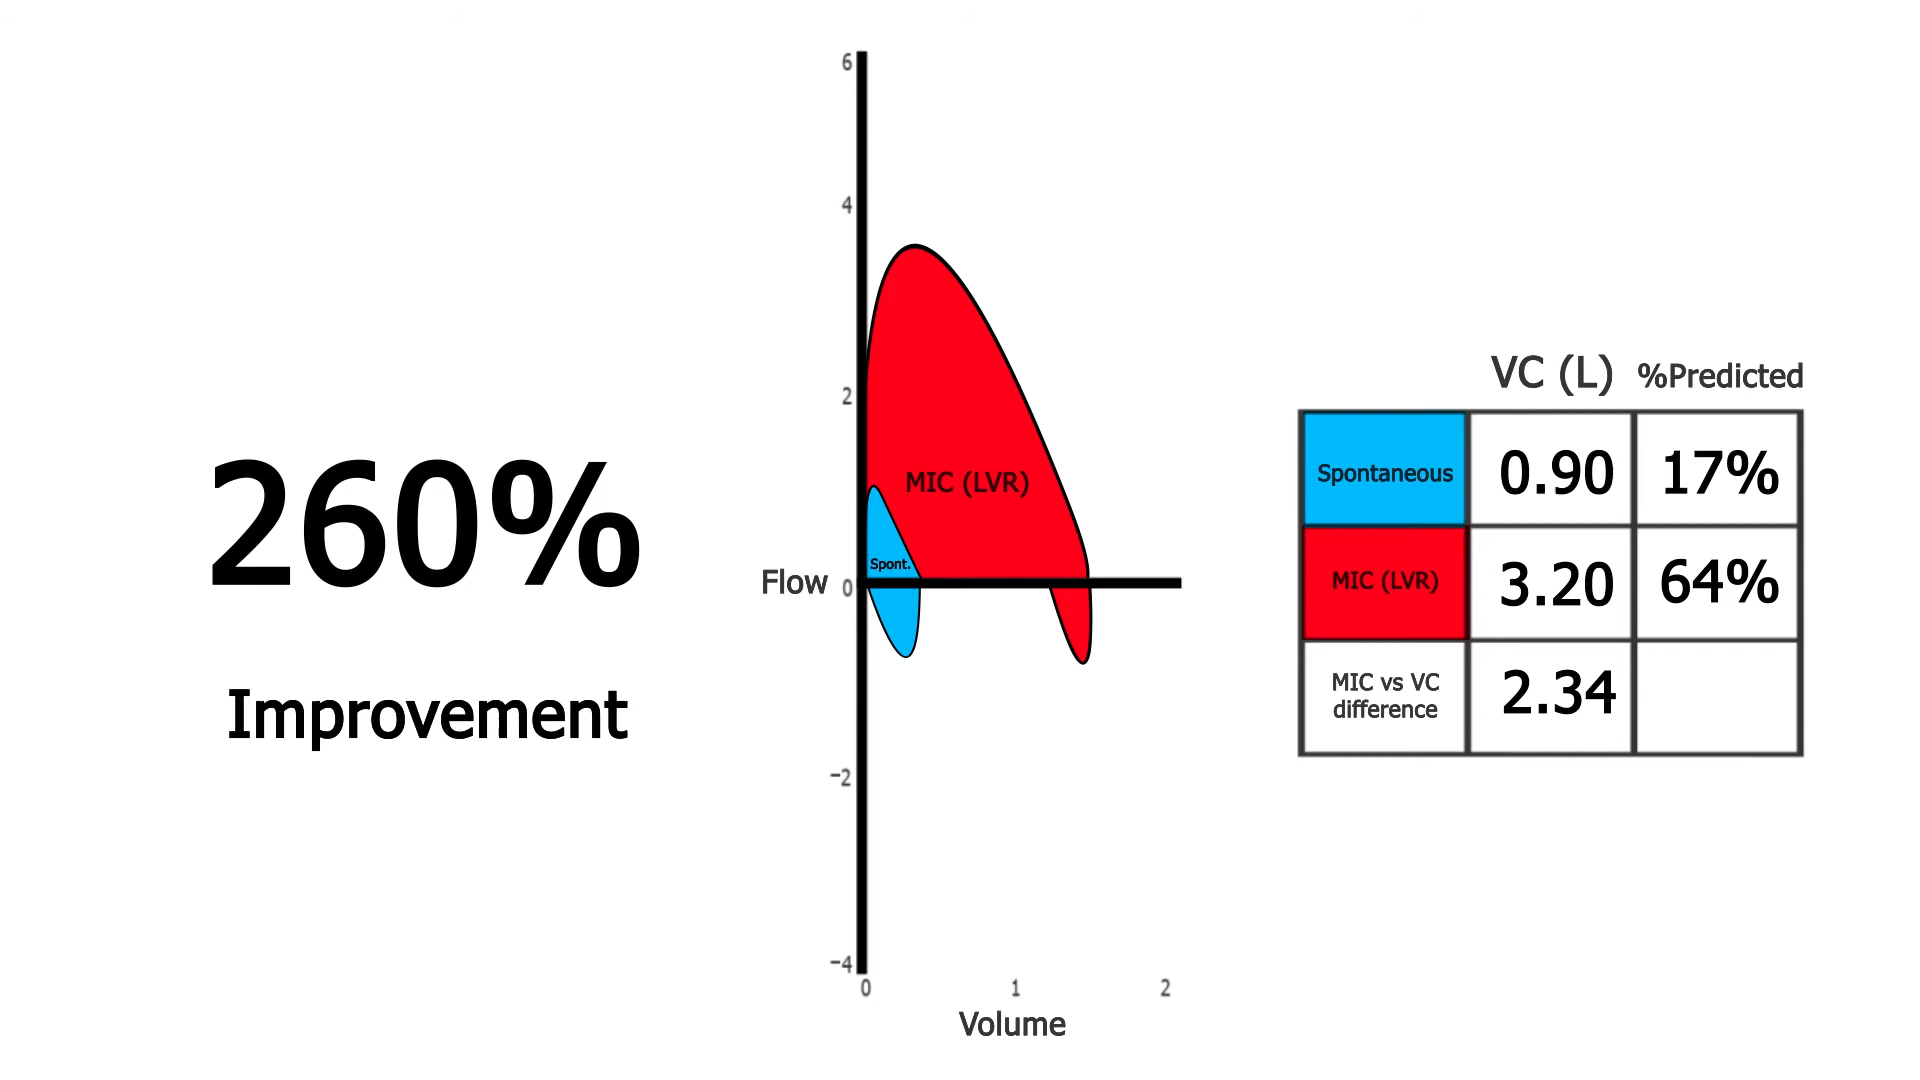 260%
Improvement
6
4
2
0
−2
−4
Flow
MIC (LVR)
Spont.
0 1 2
Volume
VC (L) %Predicted
Spontaneous 0.90 17%
MIC (LVR) 3.20 64%
MIC vs VC
difference
2.34